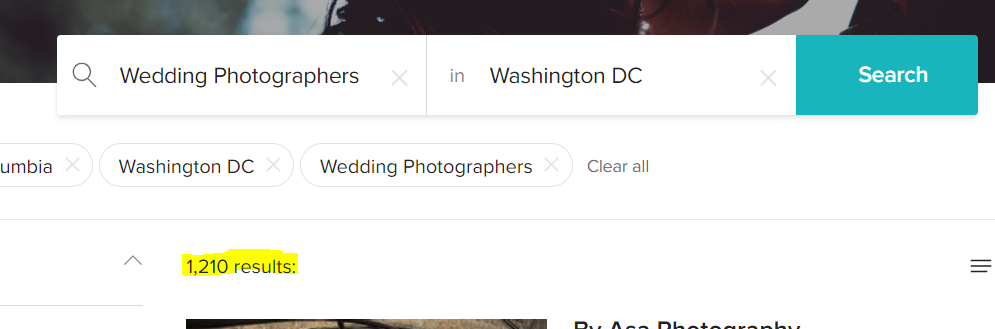 Wedding Photographers in Washington DC Search
umbia Washington DC Wedding Photographers Clear all
1,210 results:
By Asa Photography